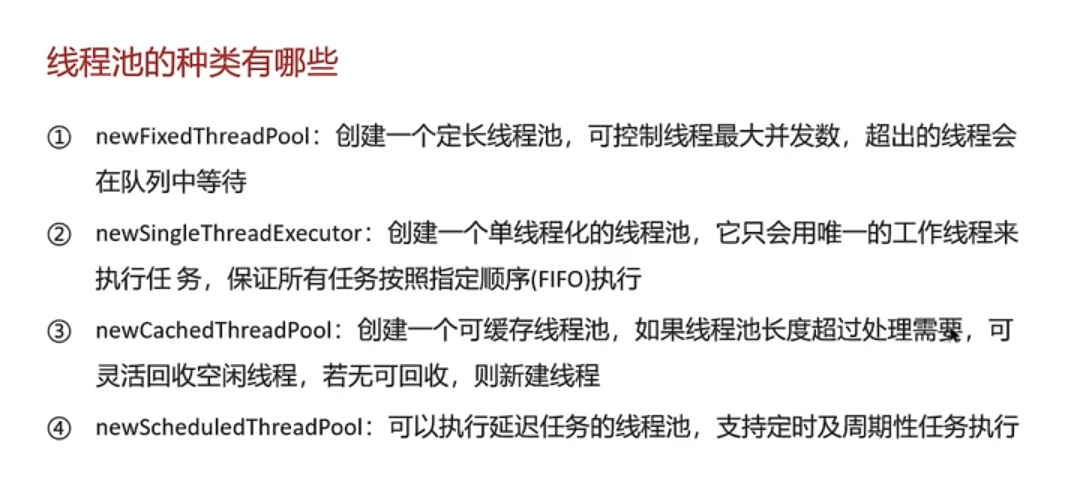 线程池的种类有哪些
① newFixedThreadPool：创建一个定长线程池，可控制线程最大并发数，超出的线程会
在队列中等待
② newSingleThreadExecutor：创建一个单线程化的线程池，它只会用唯一的工作线程来
执行任 务，保证所有任务按照指定顺序(FIFO)执行
③ newCachedThreadPool：创建一个可缓存线程池，如果线程池长度超过处理需要，可
灵活回收空闲线程，若无可回收，则新建线程
④ newScheduledThreadPool：可以执行延迟任务的线程池，支持定时及周期性任务执行